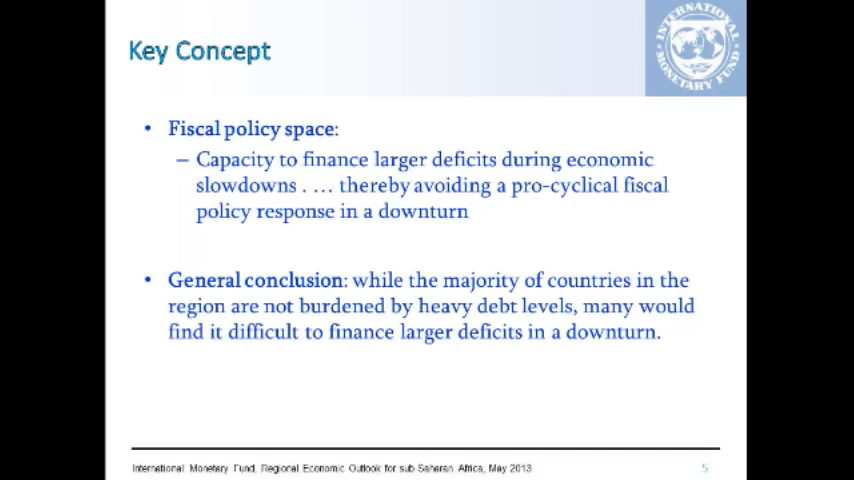 Key Concept
INTERNATIONAL
MONETARY FUND
• Fiscal policy space:
– Capacity to finance larger deficits during economic
slowdowns . … thereby avoiding a pro-cyclical fiscal
policy response in a downturn
• General conclusion: while the majority of countries in the
region are not burdened by heavy debt levels, many would
find it difficult to finance larger deficits in a downturn.
International Monetary Fund, Regional Economic Outlook for sub-Saharan Africa, May 2013
5